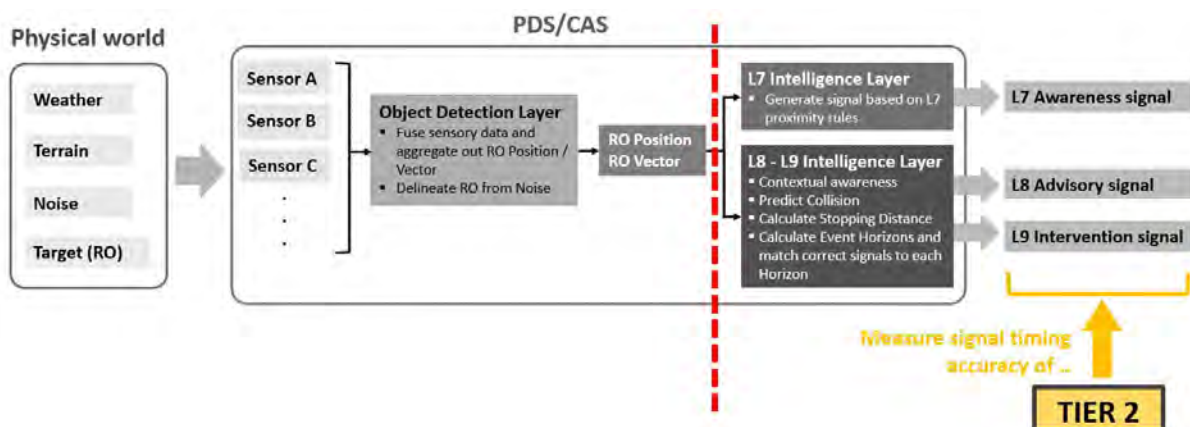 PDS/CAS
Physical world
Weather
Terrain
Noise
Target (RO)
Sensor A
Sensor B
Sensor C
.
.
.
Object Detection Layer
▪ Fuse sensory data and
aggregate out RO Position /
Vector
▪ Delineate RO from Noise
RO Position
RO Vector
L7 Intelligence Layer
▪ Generate signal based on L7
proximity rules
L8 - L9 Intelligence Layer
▪ Contextual awareness
▪ Predict Collision
▪ Calculate Stopping Distance
▪ Calculate Event Horizons and
match correct signals to each
Horizon
L7 Awareness signal
L8 Advisory signal
L9 Intervention signal
Measure signal timing
accuracy of ..
TIER 2